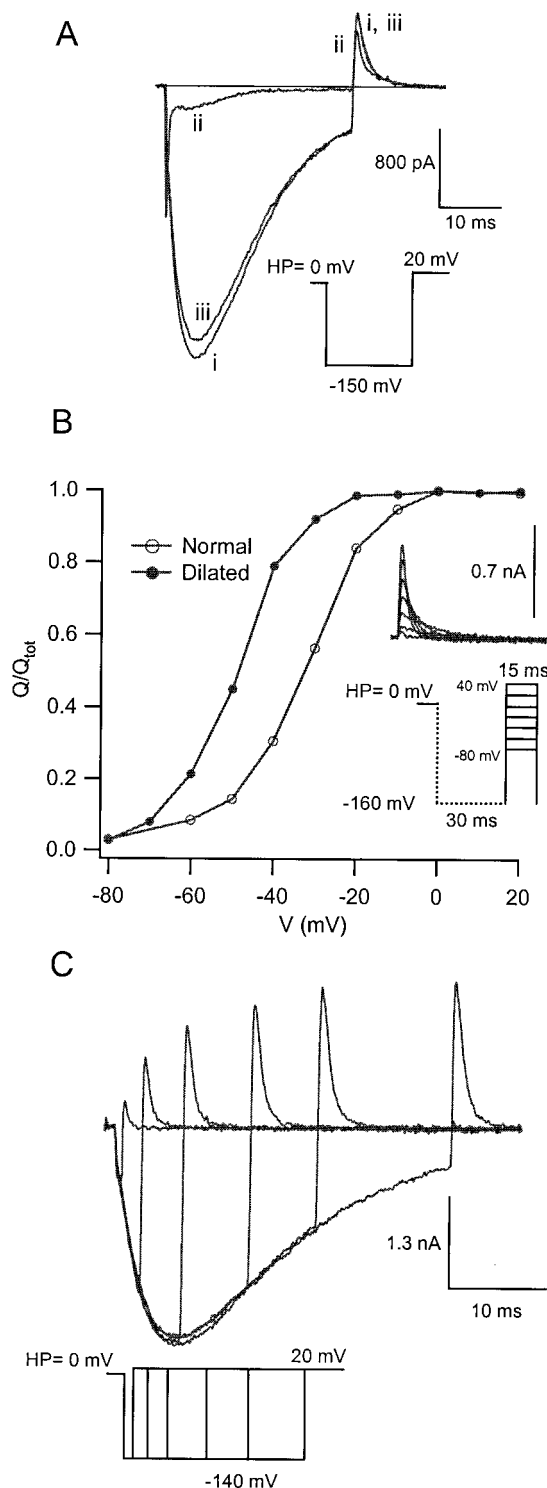 A
i, iii
ii
ii
800 pA
10 ms
HP= 0 mV
20 mV
iii
i
-150 mV
B
1.0
0.8
0.6
0.4
0.2
0.0
Q/Qtot
Normal
Dilated
0.7 nA
15 ms
40 mV
HP= 0 mV
-80 mV
-160 mV
30 ms
-80
-60
-40
-20
0
20
V (mV)
C
1.3 nA
10 ms
HP= 0 mV
20 mV
-140 mV